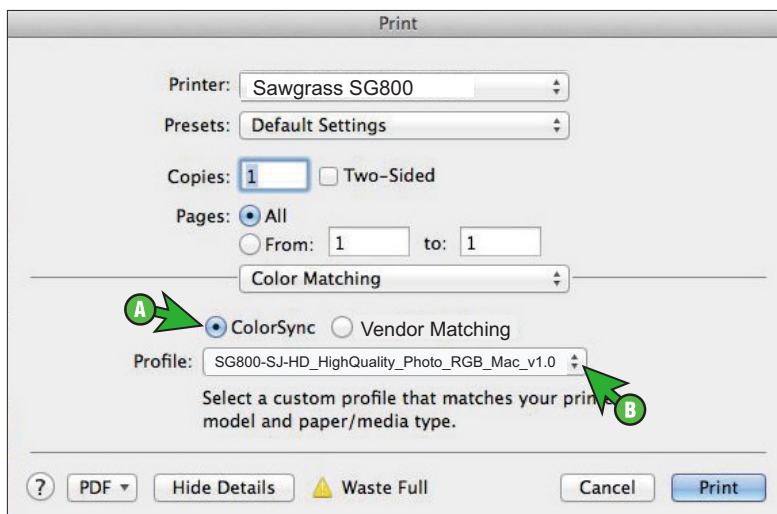 Print
Printer: Sawgrass SG800
Presets: Default Settings
Copies: 1 Two-Sided
Pages: All
From: 1 to: 1
Color Matching
A
ColorSync Vendor Matching
Profile: SG800-SJ-HD_HighQuality_Photo_RGB_Mac_v1.0
Select a custom profile that matches your printer
B
model and paper/media type.
? PDF Hide Details Waste Full Cancel Print